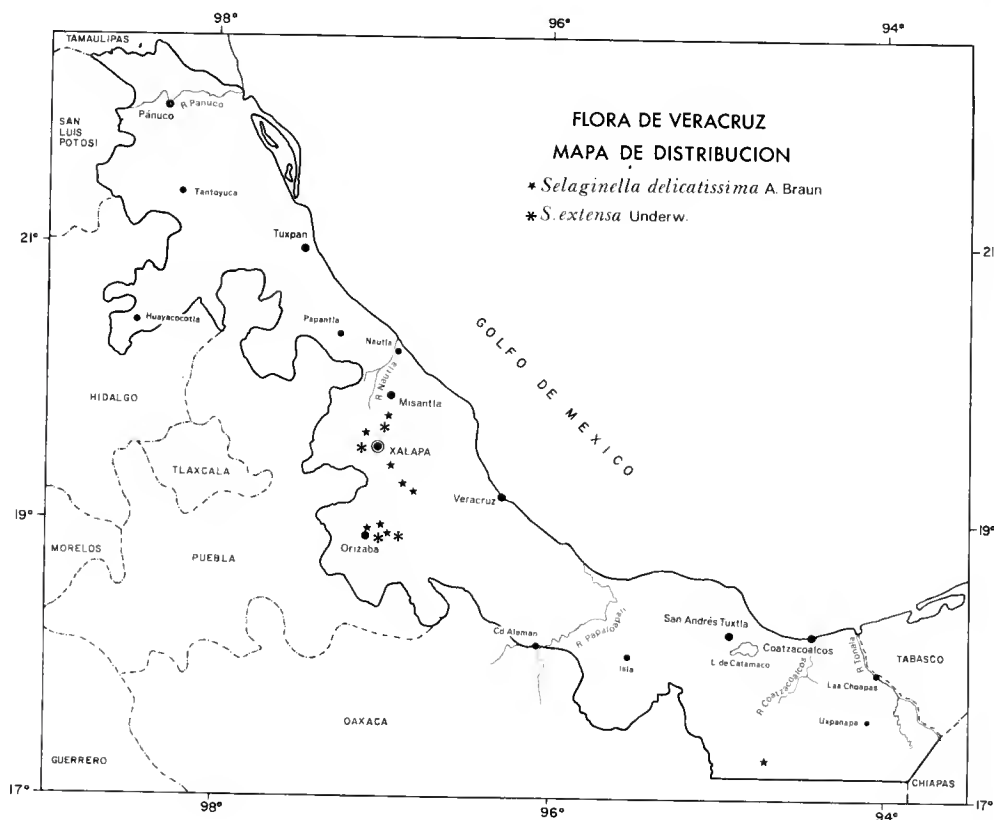 98°
96°
94°
TAMAULIPAS
R Panuco
Pánuco
SAN
LUIS
POTOSI
FLORA DE VERACRUZ
MAPA DE DISTRIBUCION
★ Selaginella delicatissima A. Braun
* S. extensa Underw.
Tantoyuca
Tuxpan
21°
21
Huayacocotla
Papantla
Nautla
GOLFO DE MEXICO
R Nautla
Misantla
HIDALGO
XALAPA
TLAXCALA
Veracruz
19°
19°
MORELOS
PUEBLA
Orizaba
San Andrés Tuxtla
Cd Aleman
R Papaloapan
Coatzacoalcos
L de Catamaco
Isla
R Coatzacoalcos
R Tonala
TABASCO
Las Choapas
Uxpanapa
OAXACA
GUERRERO
CHIAPAS
17°
17°
98°
96°
94°